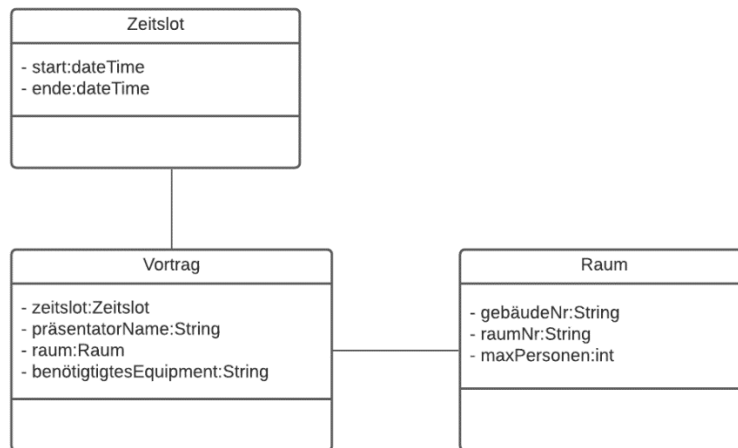 Zeitslot
- start:dateTime
- ende:dateTime
Vortrag
- zeitslot:Zeitslot
- präsentatorName:String
- raum:Raum
- benötigtigtesEquipment:String
Raum
- gebäudeNr:String
- raumNr:String
- maxPersonen:int